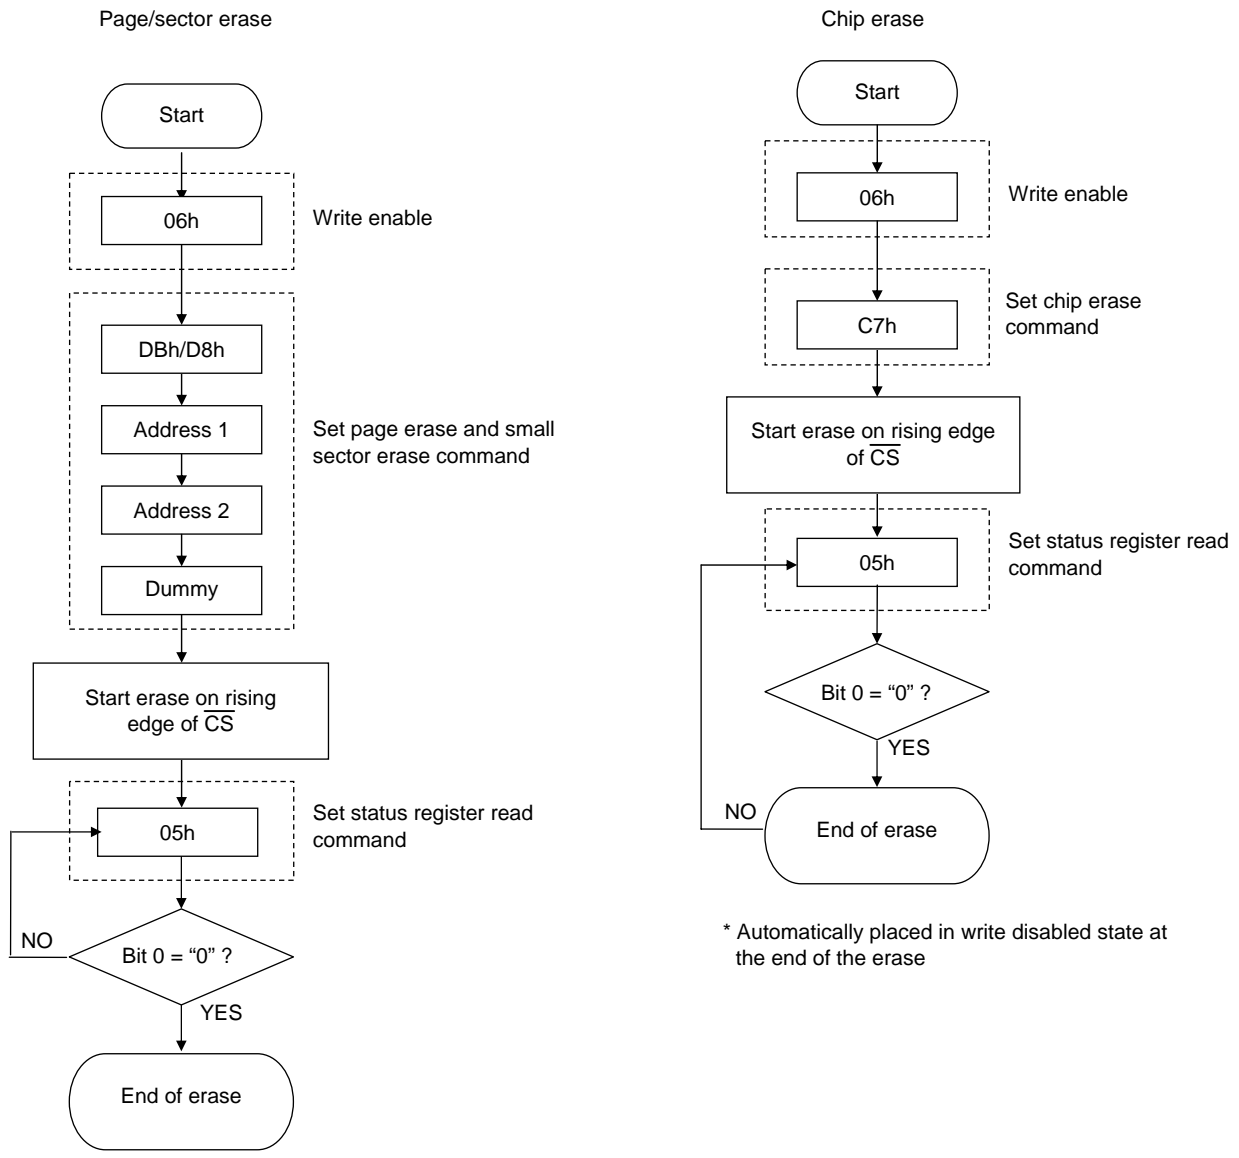 Page/sector erase
Start
06h
Write enable
DBh/D8h
Address 1
Address 2
Dummy
Set page erase and small
sector erase command
Start erase on rising
edge of CS
05h
Set status register read
command
NO
Bit 0 = “0” ?
YES
End of erase
Chip erase
Start
06h
Write enable
C7h
Set chip erase
command
Start erase on rising edge
of CS
05h
Set status register read
command
Bit 0 = “0” ?
YES
NO
End of erase
* Automatically placed in write disabled state at
the end of the erase